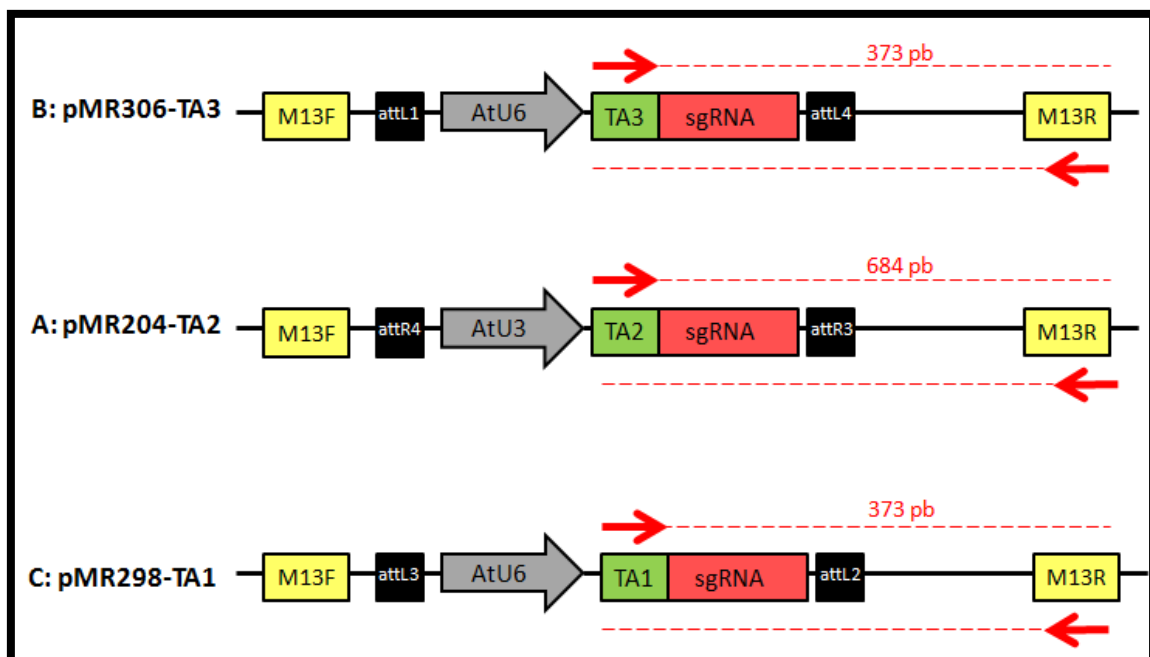 373 pb
B: pMR306-TA3 M13F attL1 AtU6 TA3 sgRNA attL4 M13R
684 pb
A: pMR204-TA2 M13F attR4 AtU3 TA2 sgRNA attR3 M13R
373 pb
C: pMR298-TA1 M13F attL3 AtU6 TA1 sgRNA attL2 M13R